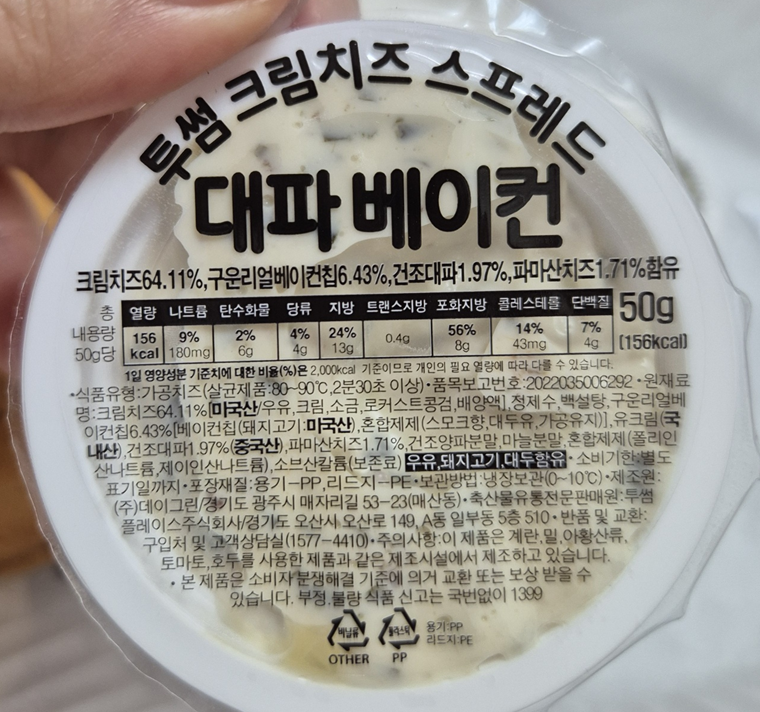 투썸 크림치즈 스프레드
대파 베이컨
크림치즈64.11%,구운리얼베이컨칩6.43%,건조대파1.97%,파마산치즈1.71%함유
총 내용량 50g당
열량 나트륨 탄수화물 당류 지방 트랜스지방 포화지방 콜레스테롤 단백질
156 kcal 9% 180mg 2% 6g 4% 4g 24% 13g 0.4g 56% 8g 14% 43mg 7% 4g
50g
(156kcal)
1일 영양성분 기준치에 대한 비율(%)은 2,000kcal 기준이므로 개인의 필요 열량에 따라 다를 수 있습니다.
•식품유형:가공치즈(살균제품:80~90℃,2분30초 이상)•품목보고번호:2022035006292•원재료
명:크림치즈64.11%[미국산/우유,크림,소금,로커스트콩검,배양액],정제수,백설탕,구운리얼베
이컨칩6.43%[베이컨칩(돼지고기:미국산),혼합제제(스모크향,대두유,가공유지)],유크림(국
내산),건조대파1.97%(중국산),파마산치즈1.71%,건조양파분말,마늘분말,혼합제제(폴리인
산나트륨,제이인산나트륨),소브산칼륨(보존료) 우유,돼지고기,대두함유•소비기한:별도
표기일까지•포장재질:용기-PP,리드지-PE•보관방법:냉장보관(0~10℃)•제조원:
(주)데이그린/경기도 광주시 매자리길 53-23(매산동)•축산물유통전문판매원:투썸
플레이스주식회사/경기도 오산시 오산로 149, A동 일부동 5층 510•반품 및 교환:
구입처 및 고객상담실(1577-4410)•주의사항:이 제품은 계란,밀,아황산류,
토마토,호두를 사용한 제품과 같은 제조시설에서 제조하고 있습니다.
• 본 제품은 소비자분쟁해결 기준에 의거 교환 또는 보상 받을 수
있습니다. 부정.불량 식품 신고는 국번없이 1399
비닐류 플라스틱 용기:PP
리드지:PE
OTHER PP